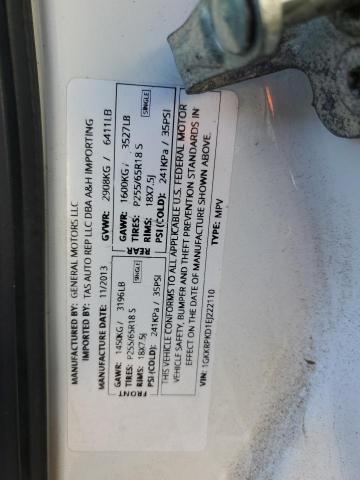 MANUFACTURED BY: GENERAL MOTORS LLC
IMPORTED BY: TAS AUTO REP LLC DBA A&H IMPORTING
MANUFACTURE DATE: 11/2013
GVWR: 2908KG / 6411LB
FRONT
GAWR: 1450KG / 3196LB
TIRES: P255/65R18 S
RIMS: 18X7.5J
SINGLE
PSI (COLD): 241KPa / 35PSI
REAR
GAWR: 1600KG / 3527LB
TIRES: P255/65R18 S
RIMS: 18X7.5J
SINGLE
PSI (COLD): 241KPa / 35PSI
THIS VEHICLE CONFORMS TO ALL APPLICABLE U.S. FEDERAL MOTOR
VEHICLE SAFETY, BUMPER AND THEFT PREVENTION STANDARDS IN
EFFECT ON THE DATE OF MANUFACTURE SHOWN ABOVE.
VIN: 1GKKRPKD1EJ222110
TYPE: MPV